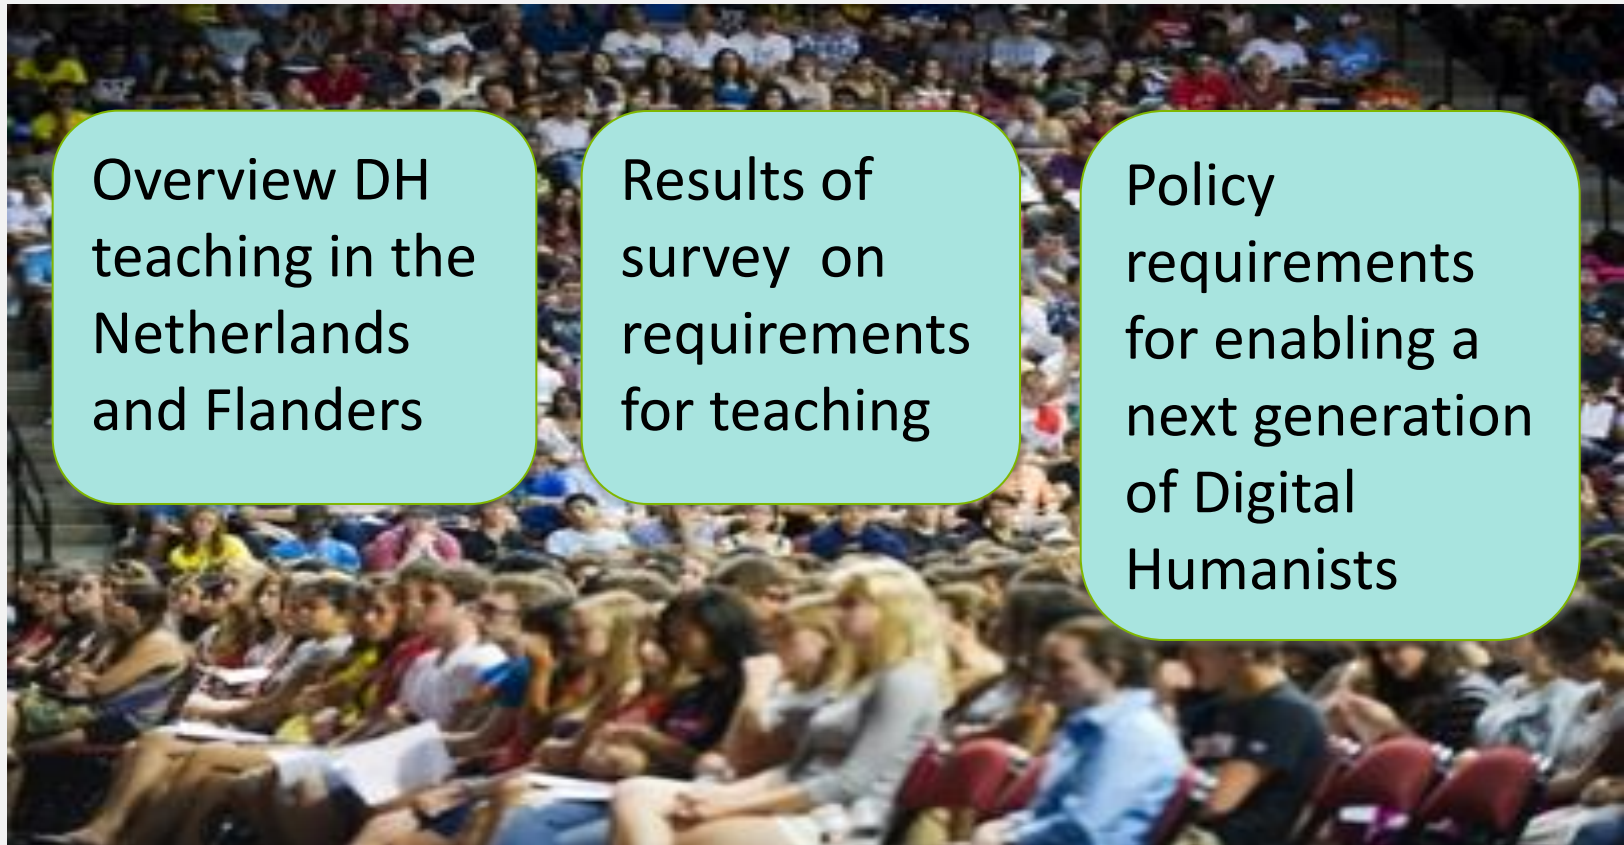 Overview DH
teaching in the
Netherlands
and Flanders
Results of
survey  on
requirements
for teaching
Policy
requirements
for enabling a
next generation
of Digital
Humanists